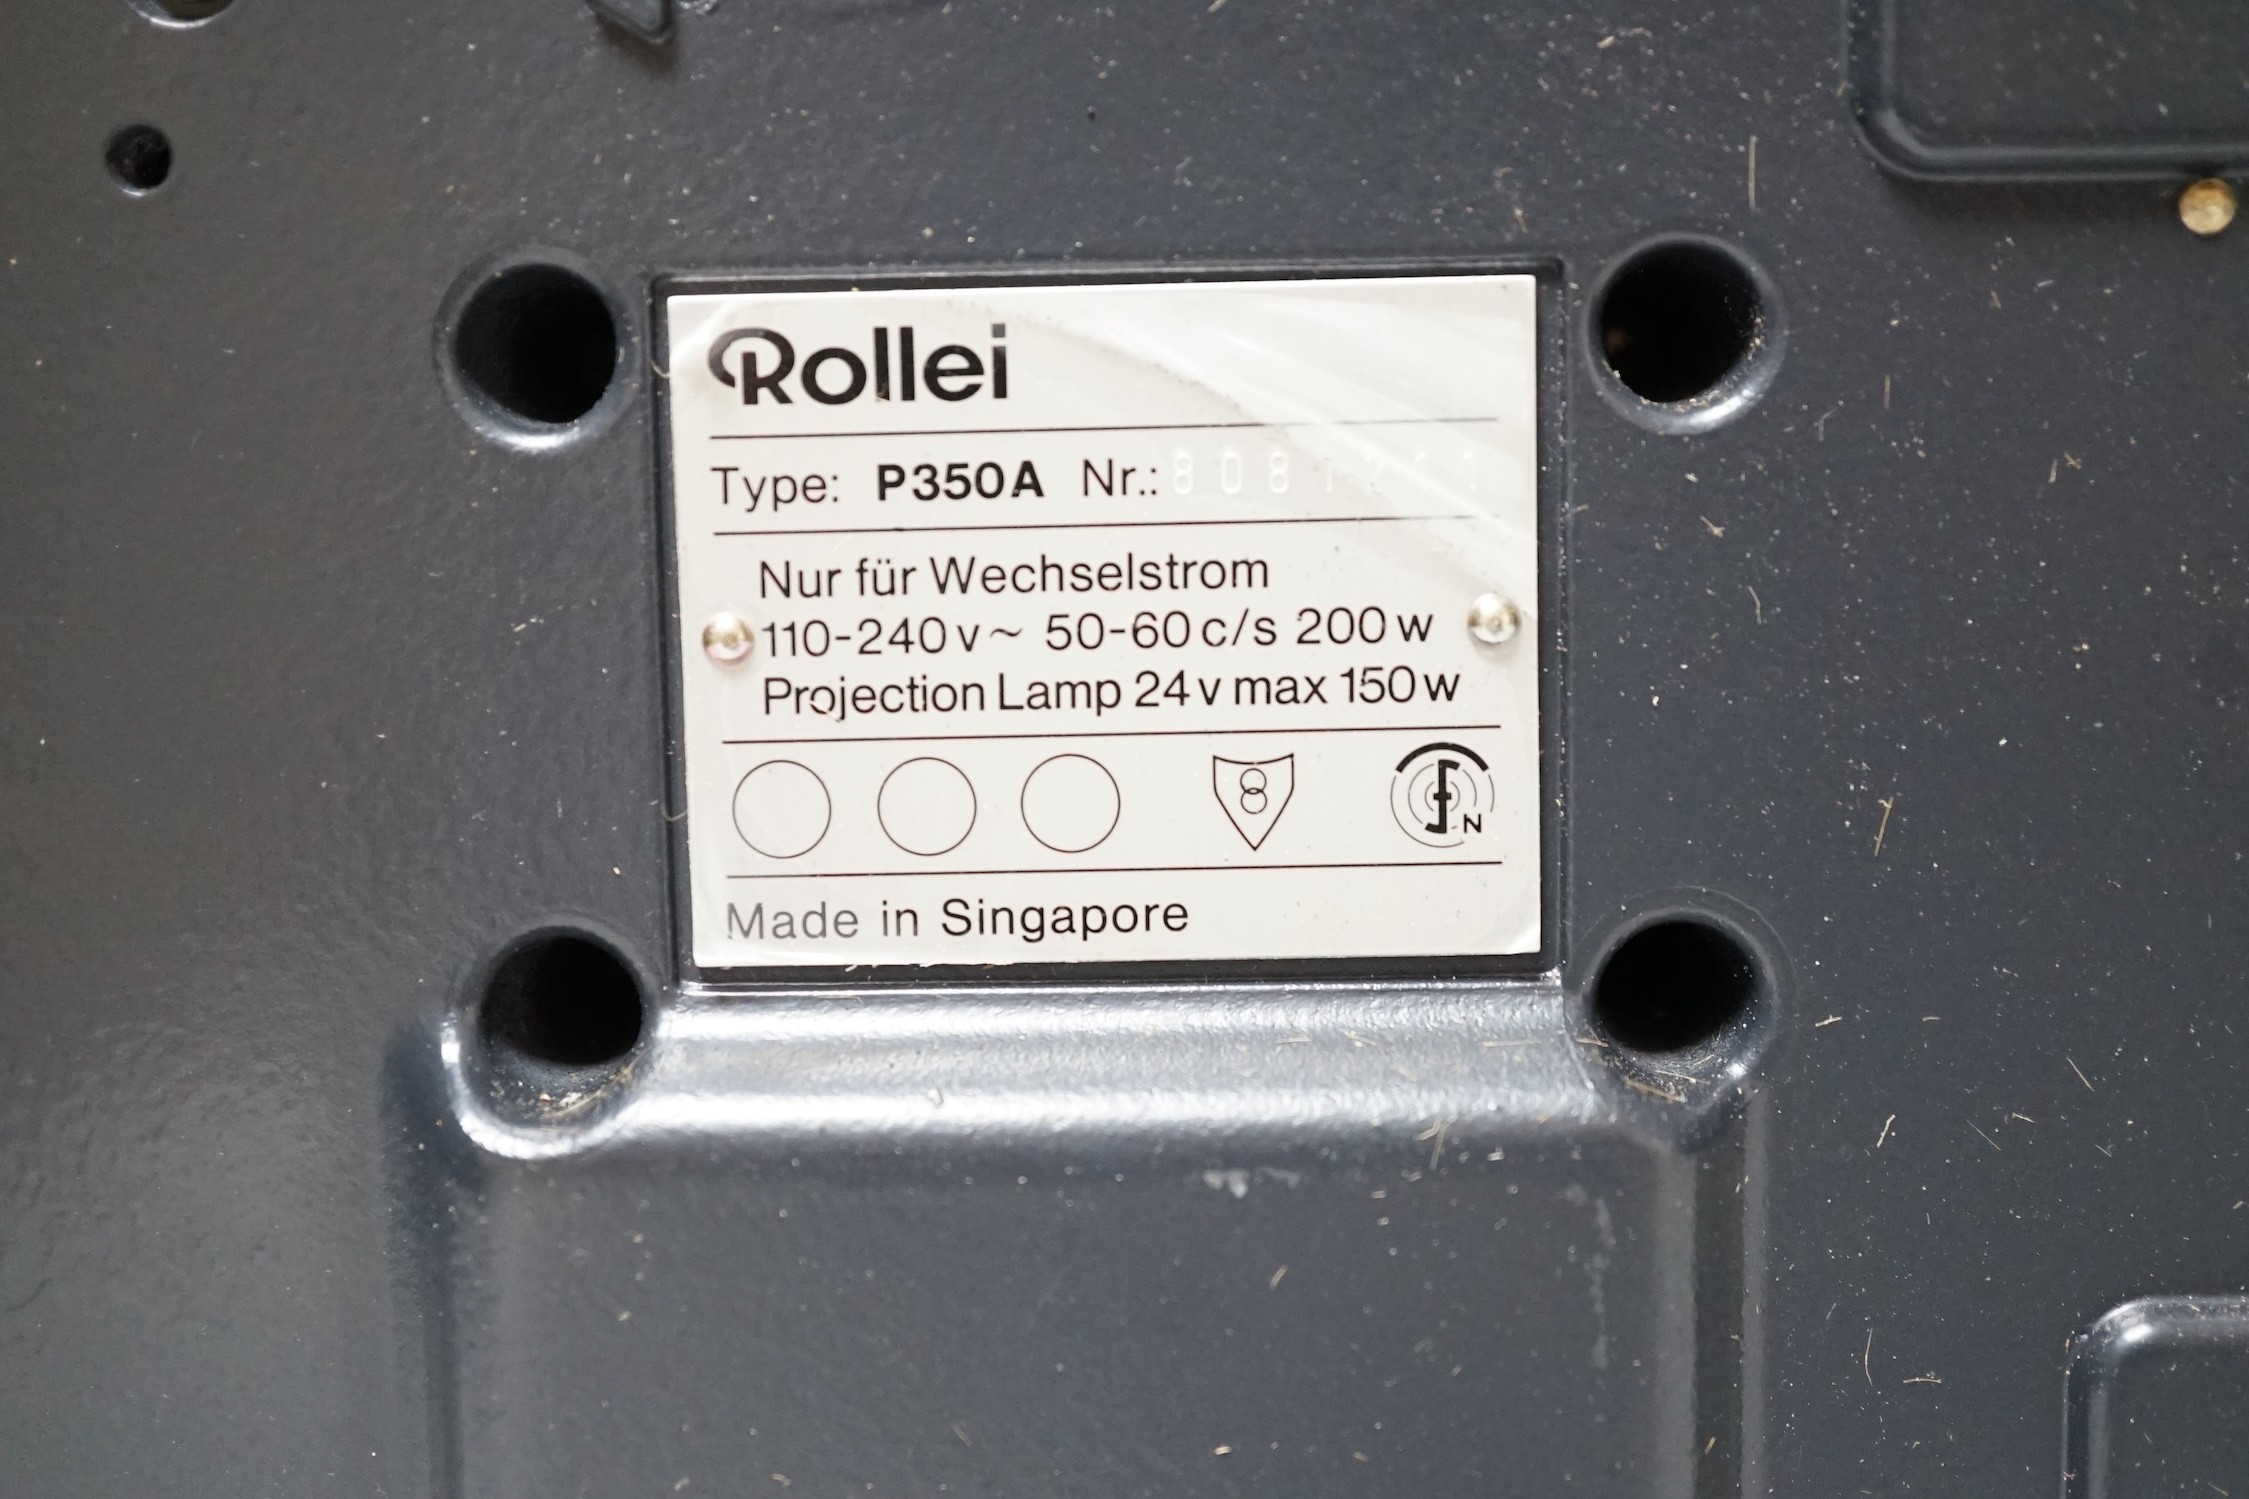 Rollei
Type: P350A Nr.:
Nur für Wechselstrom
110-240 v ~ 50-60 c/s 200 w
Projection Lamp 24 v max 150 w
N
Made in Singapore